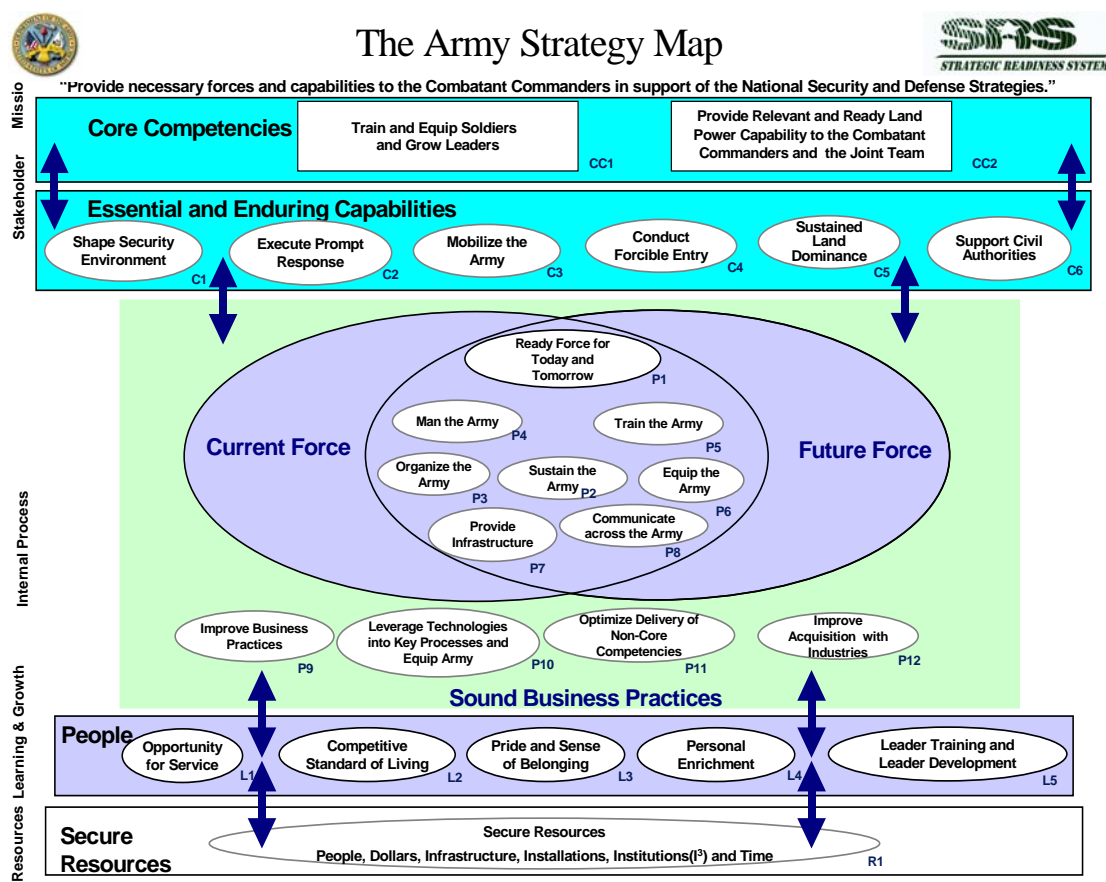 The Army Strategy Map
SRS
STRATEGIC READINESS SYSTEM
"Provide necessary forces and capabilities to the Combatant Commanders in support of the National Security and Defense Strategies."
Missio
Core Competencies
Train and Equip Soldiers
and Grow Leaders
CC1
Provide Relevant and Ready Land
Power Capability to the Combatant
Commanders and the Joint Team
CC2
Stakeholder
Essential and Enduring Capabilities
Shape Security
Environment
C1
Execute Prompt
Response
C2
Mobilize the
Army
C3
Conduct
Forcible Entry
C4
Sustained
Land
Dominance
C5
Support Civil
Authorities
C6
Internal Process
Current Force
Future Force
Ready Force for
Today and
Tomorrow
P1
Man the Army
P4
Train the Army
P5
Organize the
Army
P3
Sustain the
Army
P2
Equip the
Army
P6
Provide
Infrastructure
P7
Communicate
across the Army
P8
Improve Business
Practices
P9
Leverage Technologies
into Key Processes and
Equip Army
P10
Optimize Delivery of
Non-Core
Competencies
P11
Improve
Acquisition with
Industries
P12
Sound Business Practices
Learning & Growth
People
Opportunity
for Service
L1
Competitive
Standard of Living
L2
Pride and Sense
of Belonging
L3
Personal
Enrichment
L4
Leader Training and
Leader Development
L5
Resources
Secure
Resources
Secure Resources
People, Dollars, Infrastructure, Installations, Institutions(I³) and Time
R1